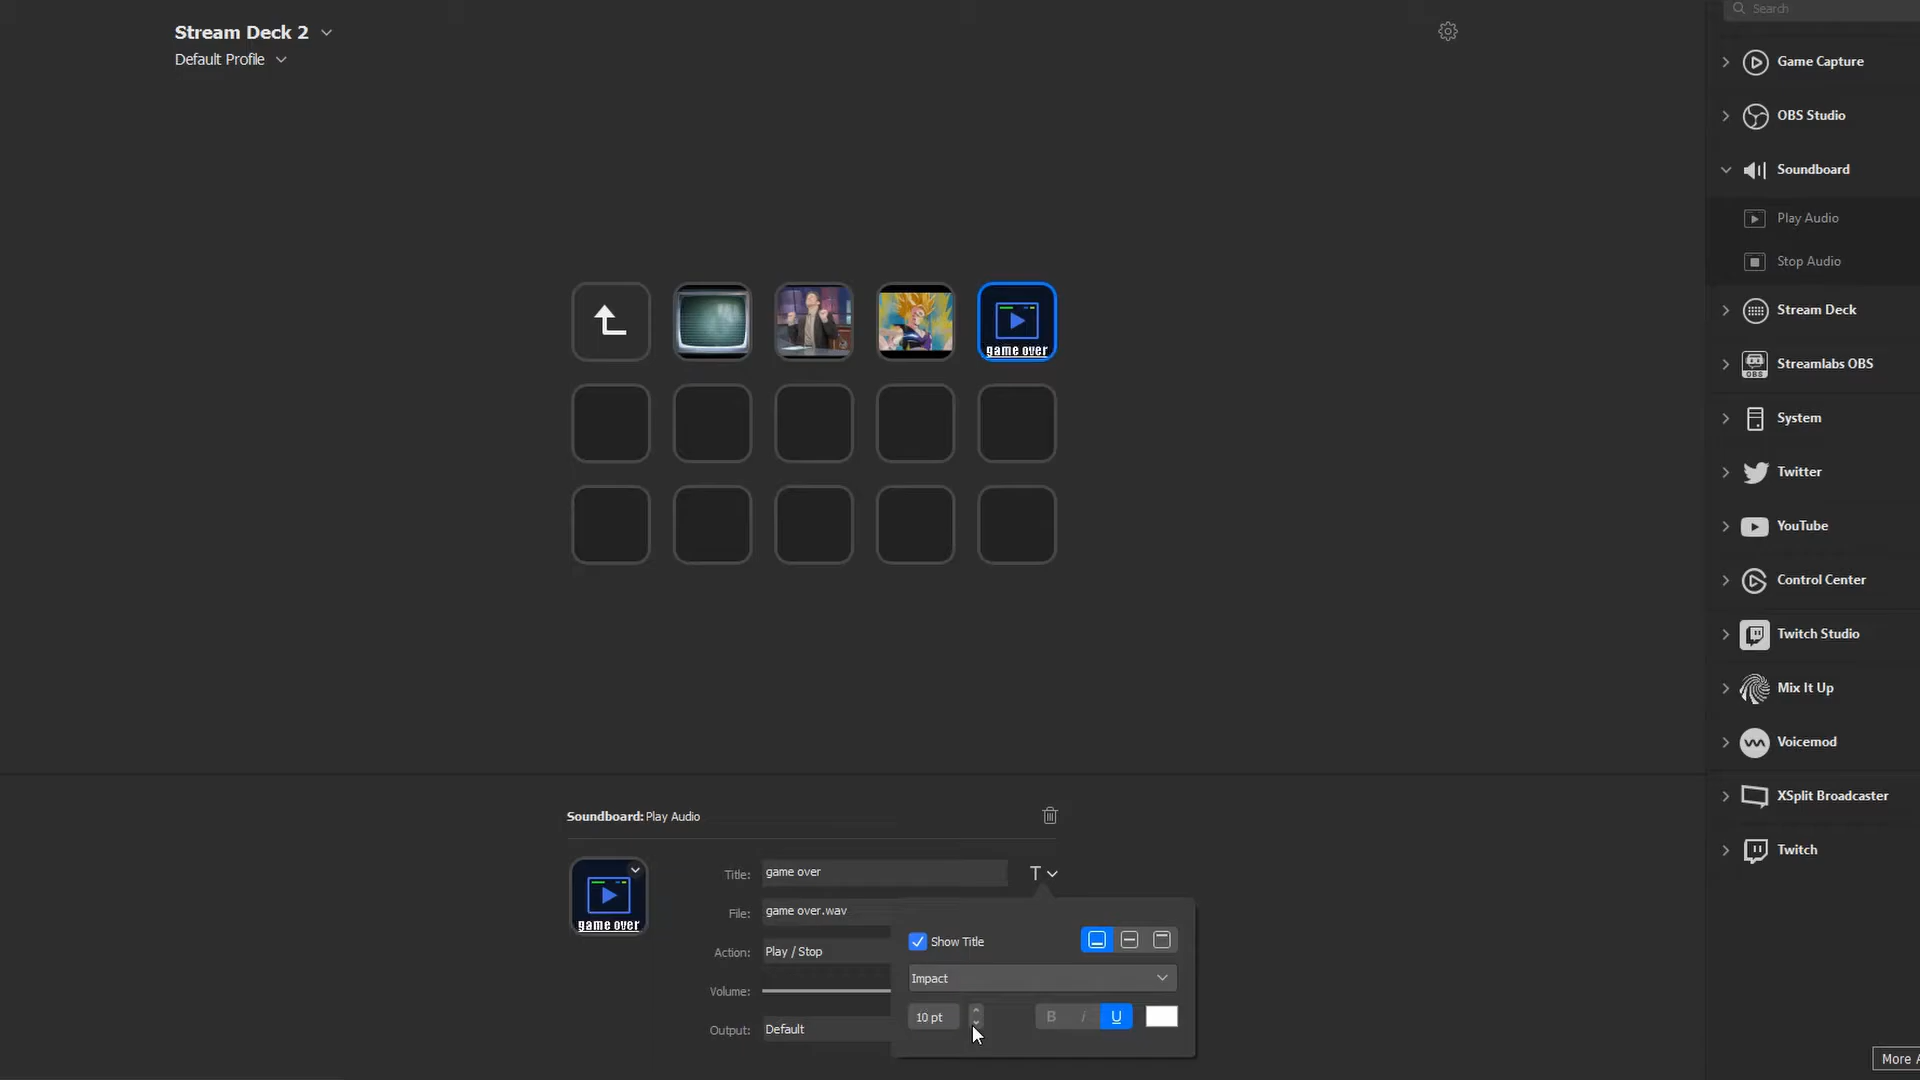 Stream Deck 2
Default Profile
Search
Game Capture
OBS Studio
Soundboard
Play Audio
Stop Audio
Stream Deck
OBS
Streamlabs OBS
System
Twitter
YouTube
Control Center
Twitch Studio
Mix It Up
Voicemod
XSplit Broadcaster
Twitch
More A
game over
Soundboard: Play Audio
game over
Title: game over
T
File: game over.wav
Action: Play / Stop
Volume:
Output: Default
Show Title
Impact
10 pt
B i U